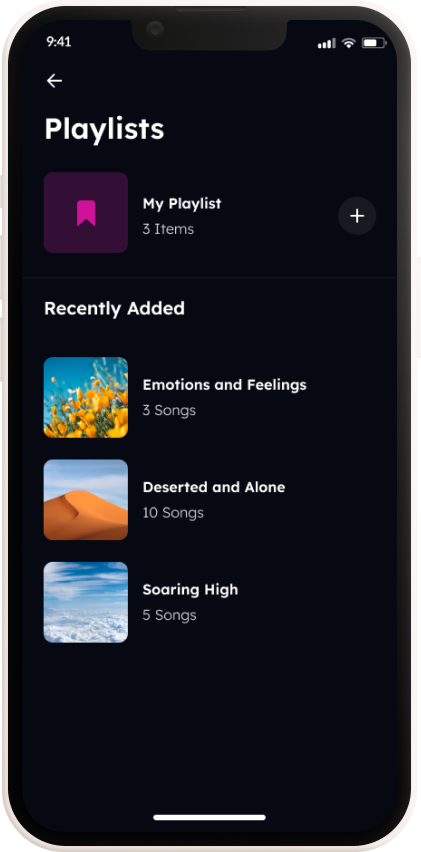 9:41
Playlists
My Playlist
3 Items
Recently Added
Emotions and Feelings
3 Songs
Deserted and Alone
10 Songs
Soaring High
5 Songs